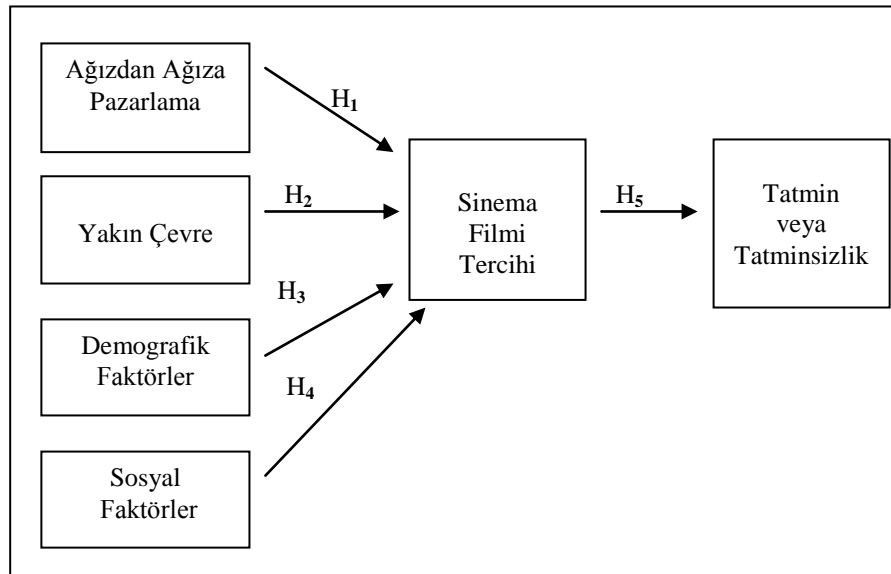 Ağızdan Ağıza
Pazarlama
H1
Yakın Çevre
H2
Sinema
Filmi
Tercihi
H5
Tatmin
veya
Tatminsizlik
H3
Demografik
Faktörler
H4
Sosyal
Faktörler